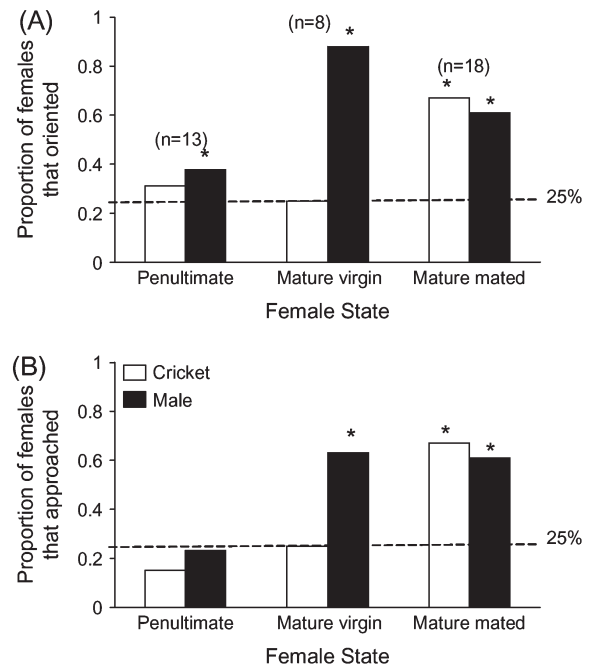 (A)
Proportion of females
that oriented
1
0.8
0.6
0.4
0.2
0
(n=13)
*
(n=8)
*
(n=18)
*
*
25%
Penultimate
Mature virgin
Mature mated
Female State
(B)
Proportion of females
that approached
1
0.8
0.6
0.4
0.2
0
Cricket
Male
*
*
*
25%
Penultimate
Mature virgin
Mature mated
Female State